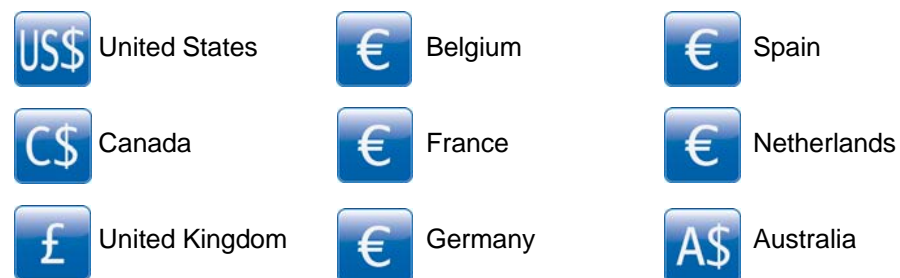 US$ United States € Belgium € Spain
C$ Canada € France € Netherlands
£ United Kingdom € Germany A$ Australia